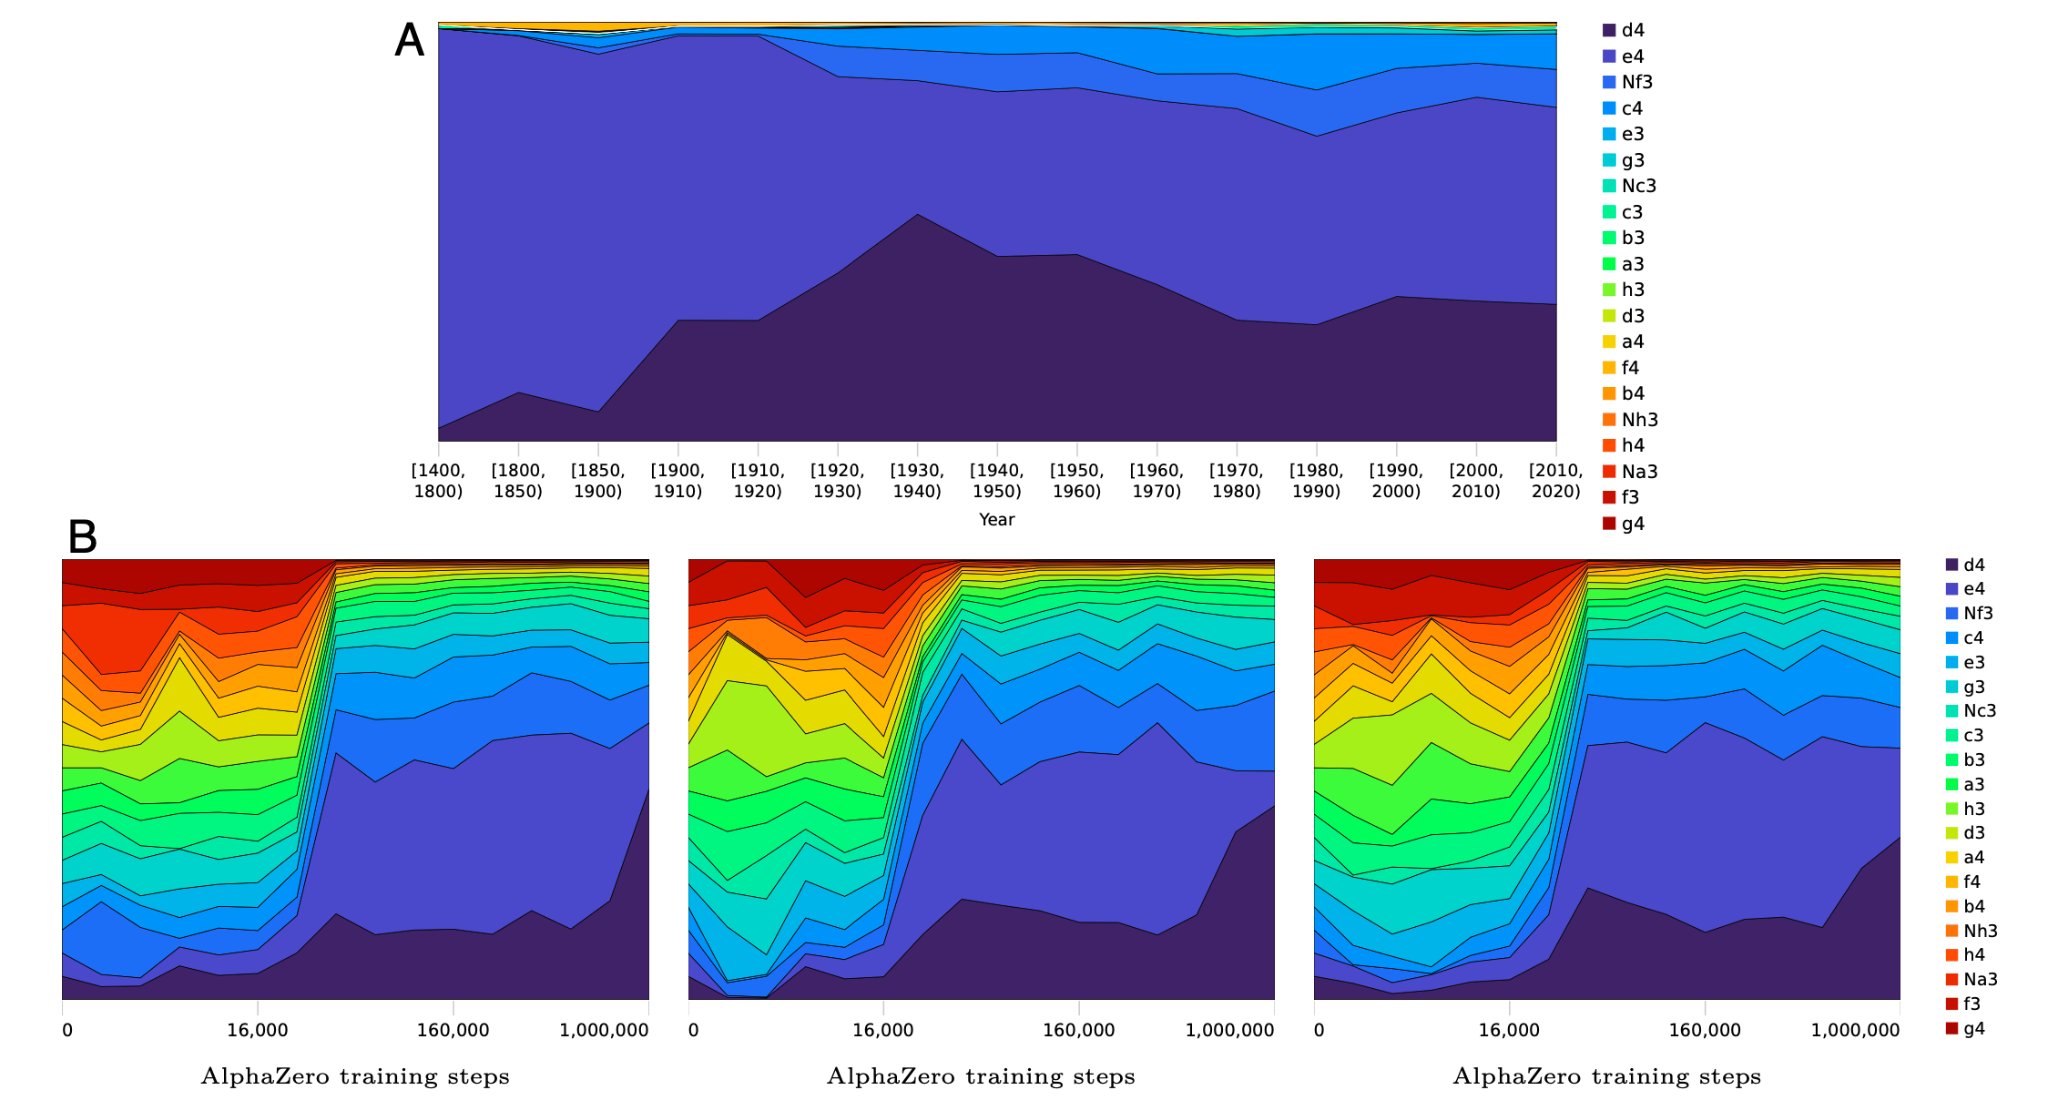 A
d4
e4
Nf3
c4
e3
g3
Nc3
c3
b3
a3
h3
d3
a4
f4
b4
Nh3
h4
Na3
f3
g4
[1400, [1800, [1850, [1900, [1910, [1920, [1930, [1940, [1950, [1960, [1970, [1980, [1990, [2000, [2010,
1800) 1850) 1900) 1910) 1920) 1930) 1940) 1950) 1960) 1970) 1980) 1990) 2000) 2010) 2020)
Year
B
d4
e4
Nf3
c4
e3
g3
Nc3
c3
b3
a3
h3
d3
a4
f4
b4
Nh3
h4
Na3
f3
g4
0 16,000 160,000 1,000,000 0 16,000 160,000 1,000,000 0 16,000 160,000 1,000,000
AlphaZero training steps AlphaZero training steps AlphaZero training steps